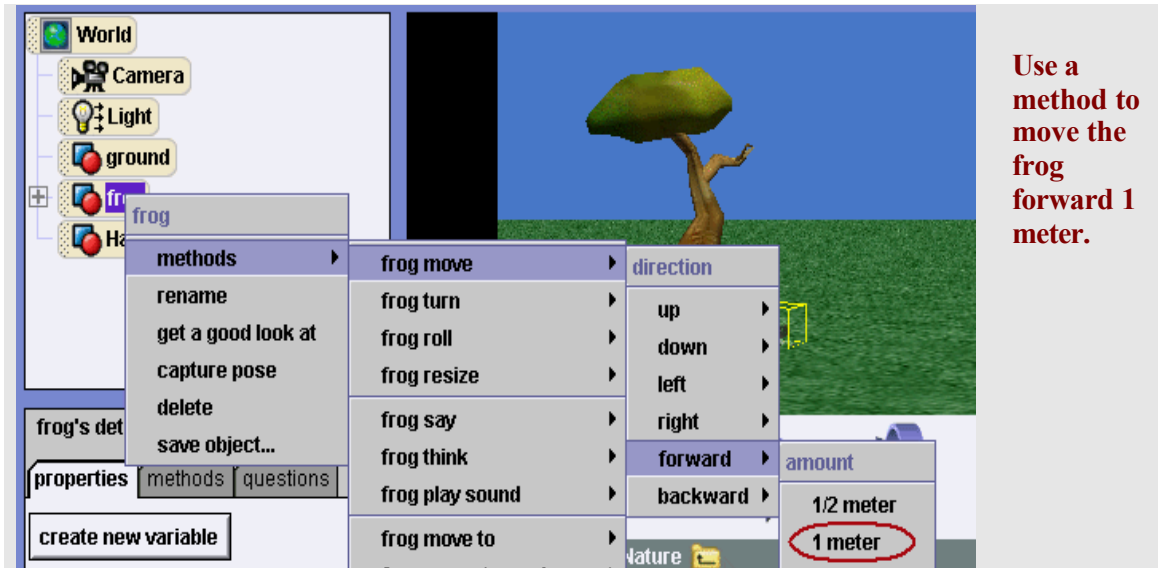 World
Camera
Light
ground
fro
Ha
frog
methods
rename
get a good look at
capture pose
delete
save object...
frog move
frog turn
frog roll
frog resize
frog say
frog think
frog play sound
frog move to
direction
up
down
left
right
forward
backward
amount
1/2 meter
1 meter
frog's det
properties
methods
questions
create new variable
Nature
Use a
method to
move the
frog
forward 1
meter.